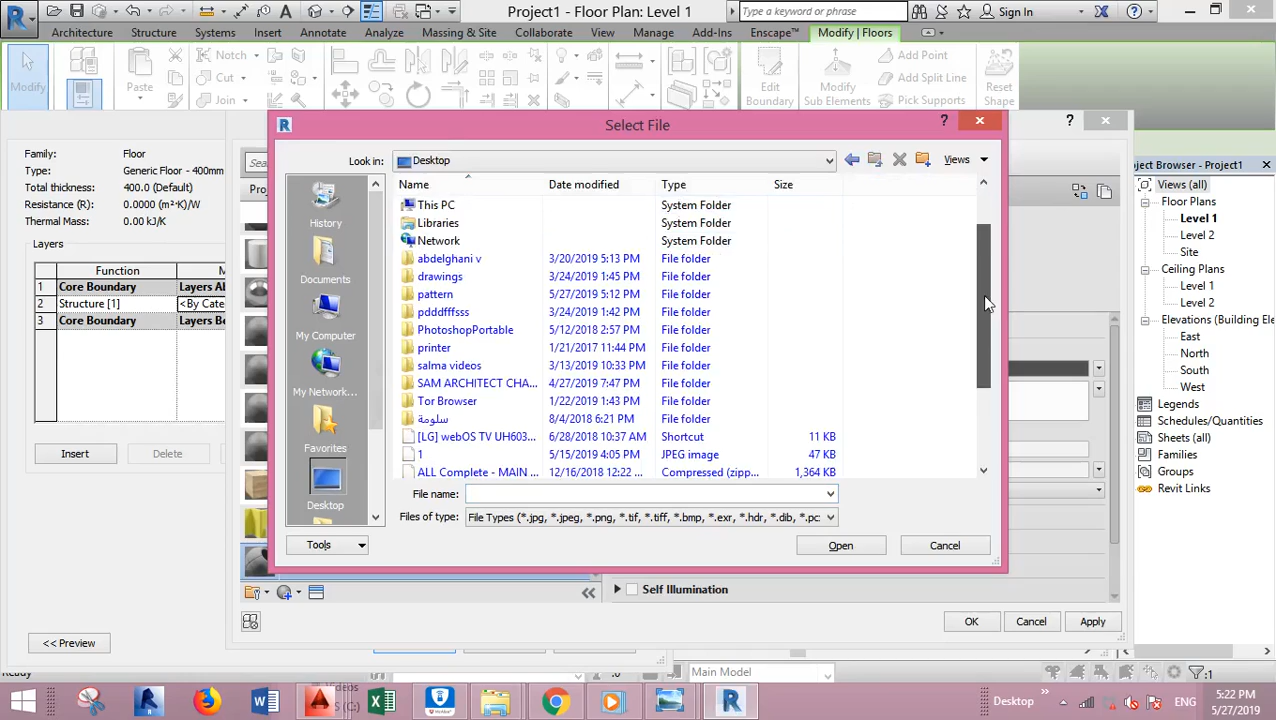 Project1 - Floor Plan: Level 1
Type a keyword or phrase
Sign In
Architecture Structure Systems Insert Annotate Analyze Massing & Site Collaborate View Manage Add-Ins Enscape™ Modify | Floors
Modify
Paste
Notch
Cut
Join
Edit
Boundary
Modify
Sub Elements
Add Point
Add Split Line
Pick Supports
Reset
Shape
Select File
Family: Floor
Type: Generic Floor - 400mm
Total thickness: 400.0 (Default)
Resistance (R): 0.0000 (m²·K)/W
Thermal Mass: 0.00 kJ/K
Layers
Function
1 Core Boundary
2 Structure [1] <By Cate
3 Core Boundary
Insert Delete
<< Preview
Look in: Desktop
Views
History
Documents
My Computer
My Network...
Favorites
Desktop
Name Date modified Type Size
This PC System Folder
Libraries System Folder
Network System Folder
abdelghani v 3/20/2019 5:13 PM File folder
drawings 3/24/2019 1:45 PM File folder
pattern 5/27/2019 5:12 PM File folder
pdddfffsss 3/24/2019 1:42 PM File folder
PhotoshopPortable 5/12/2018 2:57 PM File folder
printer 1/21/2017 11:44 PM File folder
salma videos 3/13/2019 10:33 PM File folder
SAM ARCHITECT CHA... 4/27/2019 7:47 PM File folder
Tor Browser 1/22/2019 1:43 PM File folder
سلومة 8/4/2018 6:21 PM File folder
[LG] webOS TV UH603... 6/28/2018 10:37 AM Shortcut 11 KB
1 5/15/2019 4:05 PM JPEG image 47 KB
ALL Complete - MAIN ... 12/16/2018 12:22 ... Compressed (zipp... 1,364 KB
File name:
Files of type: File Types (*.jpg, *.jpeg, *.png, *.tif, *.tiff, *.bmp, *.exr, *.hdr, *.dib, *.pc
Tools
Open Cancel
Self Illumination
OK Cancel Apply
ject Browser - Project1
Views (all)
Floor Plans
Level 1
Level 2
Site
Ceiling Plans
Level 1
Level 2
Elevations (Building Ele
East
North
South
West
Legends
Schedules/Quantities
Sheets (all)
Families
Groups
Revit Links
Main Model
:1
Desktop
ENG
5:22 PM
5/27/2019